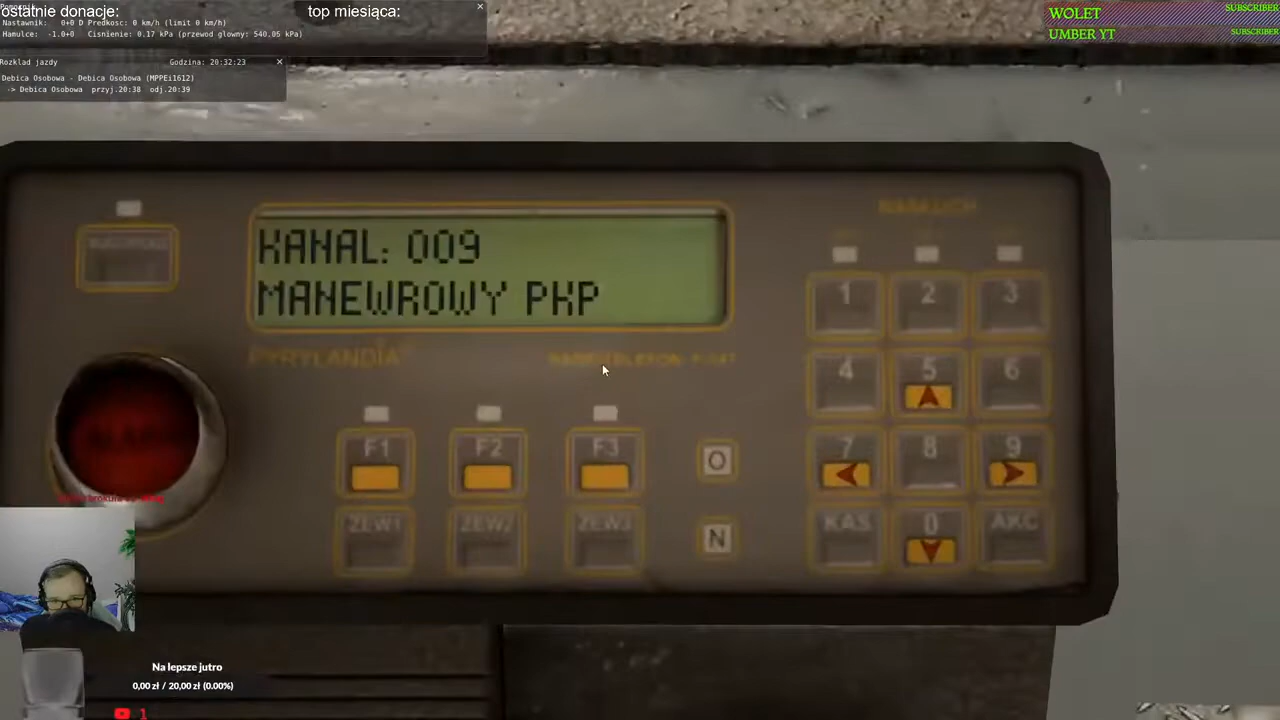 ostatnie donacje:
top miesiąca:
Nastawnik: 0+0 D Predkosc: 0 km/h (limit 0 km/h)
Hamulce: -1.0+0 Cisnienie: 0.17 kPa (przewod glowny: 540.05 kPa)
WOLET
SUBSCRIBER
UMBER YT
SUBSCRIBER
Rozklad jazdy
Godzina: 20:32:23
Debica Osobowa - Debica Osobowa (MPPEi1612)
-> Debica Osobowa przyj.20:38 odj.20:39
KANAL: 009
MANEWROWY PKP
PYRYLANDIA
1 2 3
4 5 6
F1 F2 F3 O
7 8 9
ZEW1 ZEW2 ZEW3 N
KAS 0 AKC
Na lepsze jutro
0,00 zł / 20,00 zł (0.00%)
1